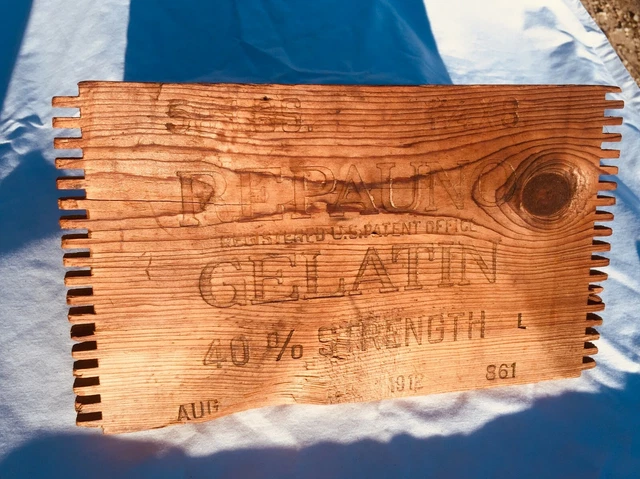 REPAUNO
REGISTERED U.S. PATENT OFFICE
GELATIN
40 % STRENGTH L
AUG 1912 861